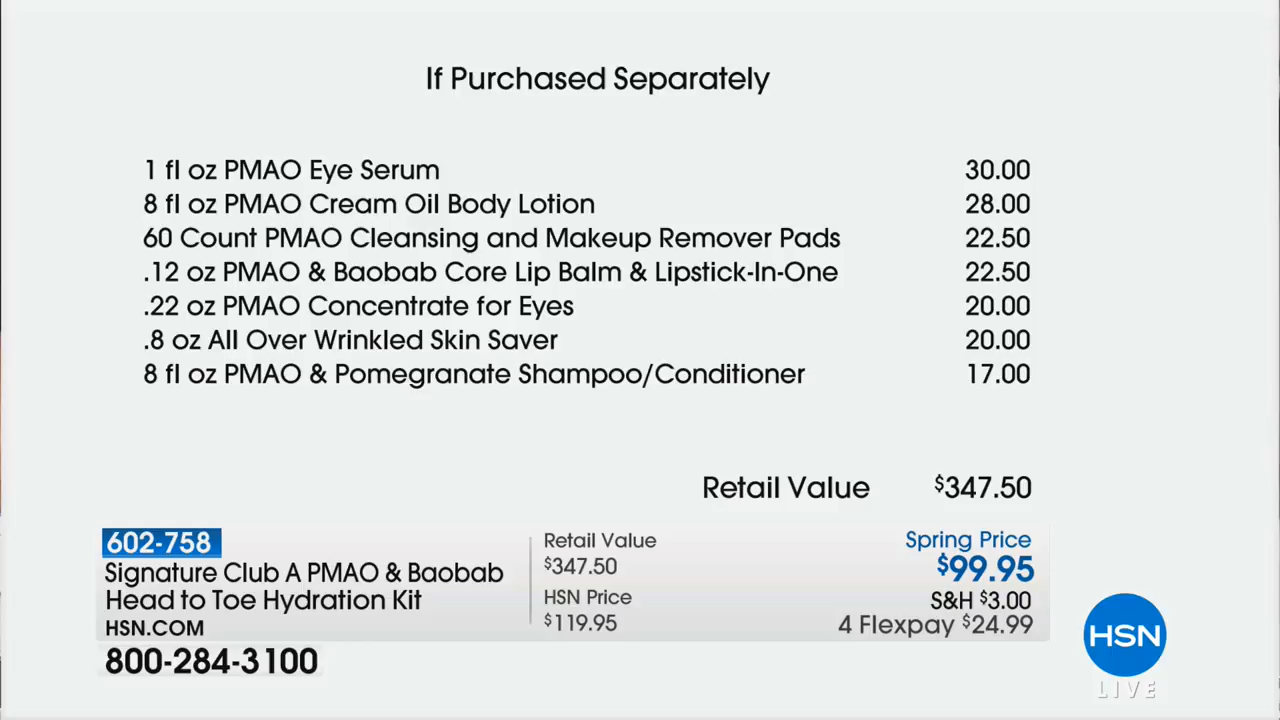 If Purchased Separately
1 fl oz PMAO Eye Serum 30.00
8 fl oz PMAO Cream Oil Body Lotion 28.00
60 Count PMAO Cleansing and Makeup Remover Pads 22.50
.12 oz PMAO & Baobab Core Lip Balm & Lipstick-In-One 22.50
.22 oz PMAO Concentrate for Eyes 20.00
.8 oz All Over Wrinkled Skin Saver 20.00
8 fl oz PMAO & Pomegranate Shampoo/Conditioner 17.00
Retail Value $347.50
602-758
Signature Club A PMAO & Baobab
Head to Toe Hydration Kit
HSN.COM
800-284-3100
Retail Value
$347.50
HSN Price
$119.95
Spring Price
$99.95
S&H $3.00
4 Flexpay $24.99
HSN
LIVE